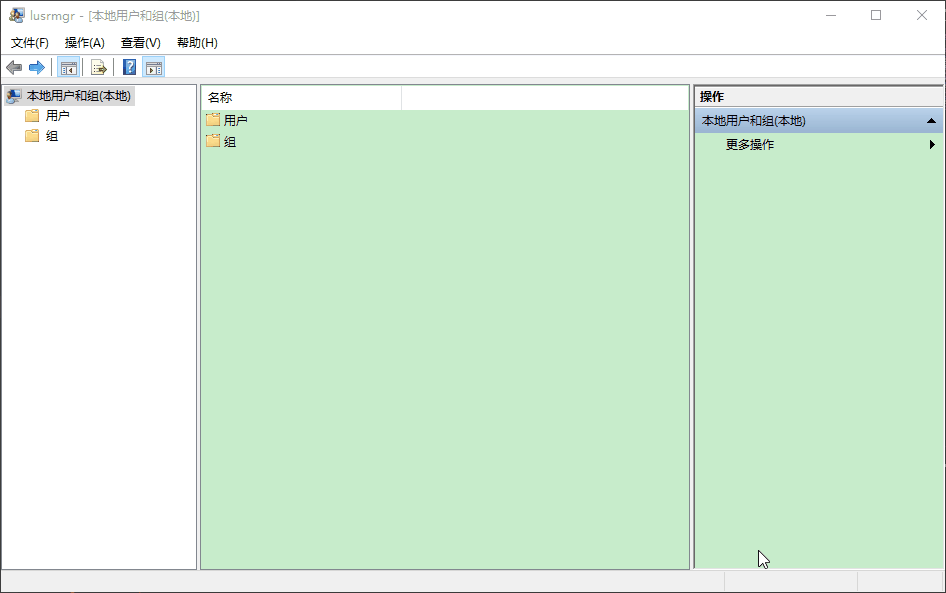 lusrmgr - [本地用户和组(本地)]
文件(F) 操作(A) 查看(V) 帮助(H)
本地用户和组(本地)
用户
组
名称
用户
组
操作
本地用户和组(本地)
更多操作